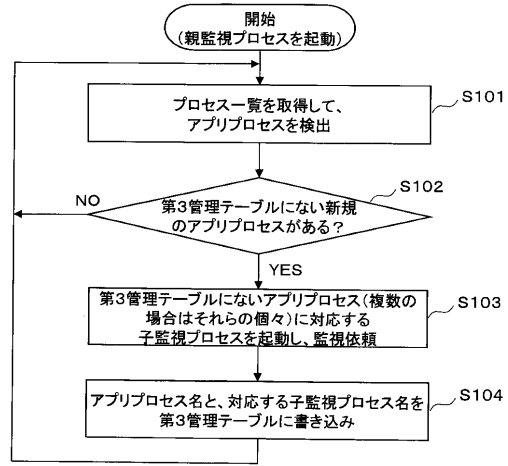 開始
(親監視プロセスを起動)
プロセス一覧を取得して、
アプリプロセスを検出
S101
S102
NO
第3管理テーブルにない新規
のアプリプロセスがある?
YES
第3管理テーブルにないアプリプロセス(複数の
場合はそれらの個々)に対応する
子監視プロセスを起動し、監視依頼
S103
アプリプロセス名と、対応する子監視プロセス名を
第3管理テーブルに書き込み
S104